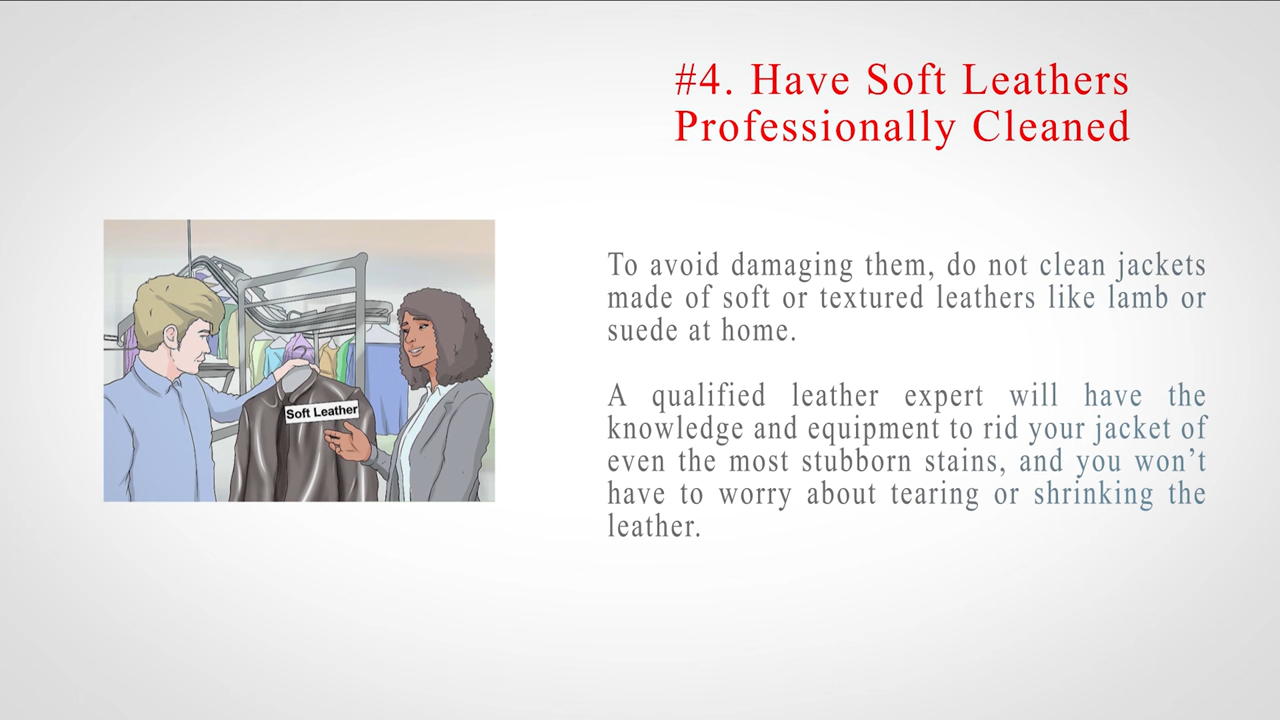 #4. Have Soft Leathers
Professionally Cleaned
Soft Leather
To avoid damaging them, do not clean jackets
made of soft or textured leathers like lamb or
suede at home.
A qualified leather expert will have the
knowledge and equipment to rid your jacket of
even the most stubborn stains, and you won’t
have to worry about tearing or shrinking the
leather.